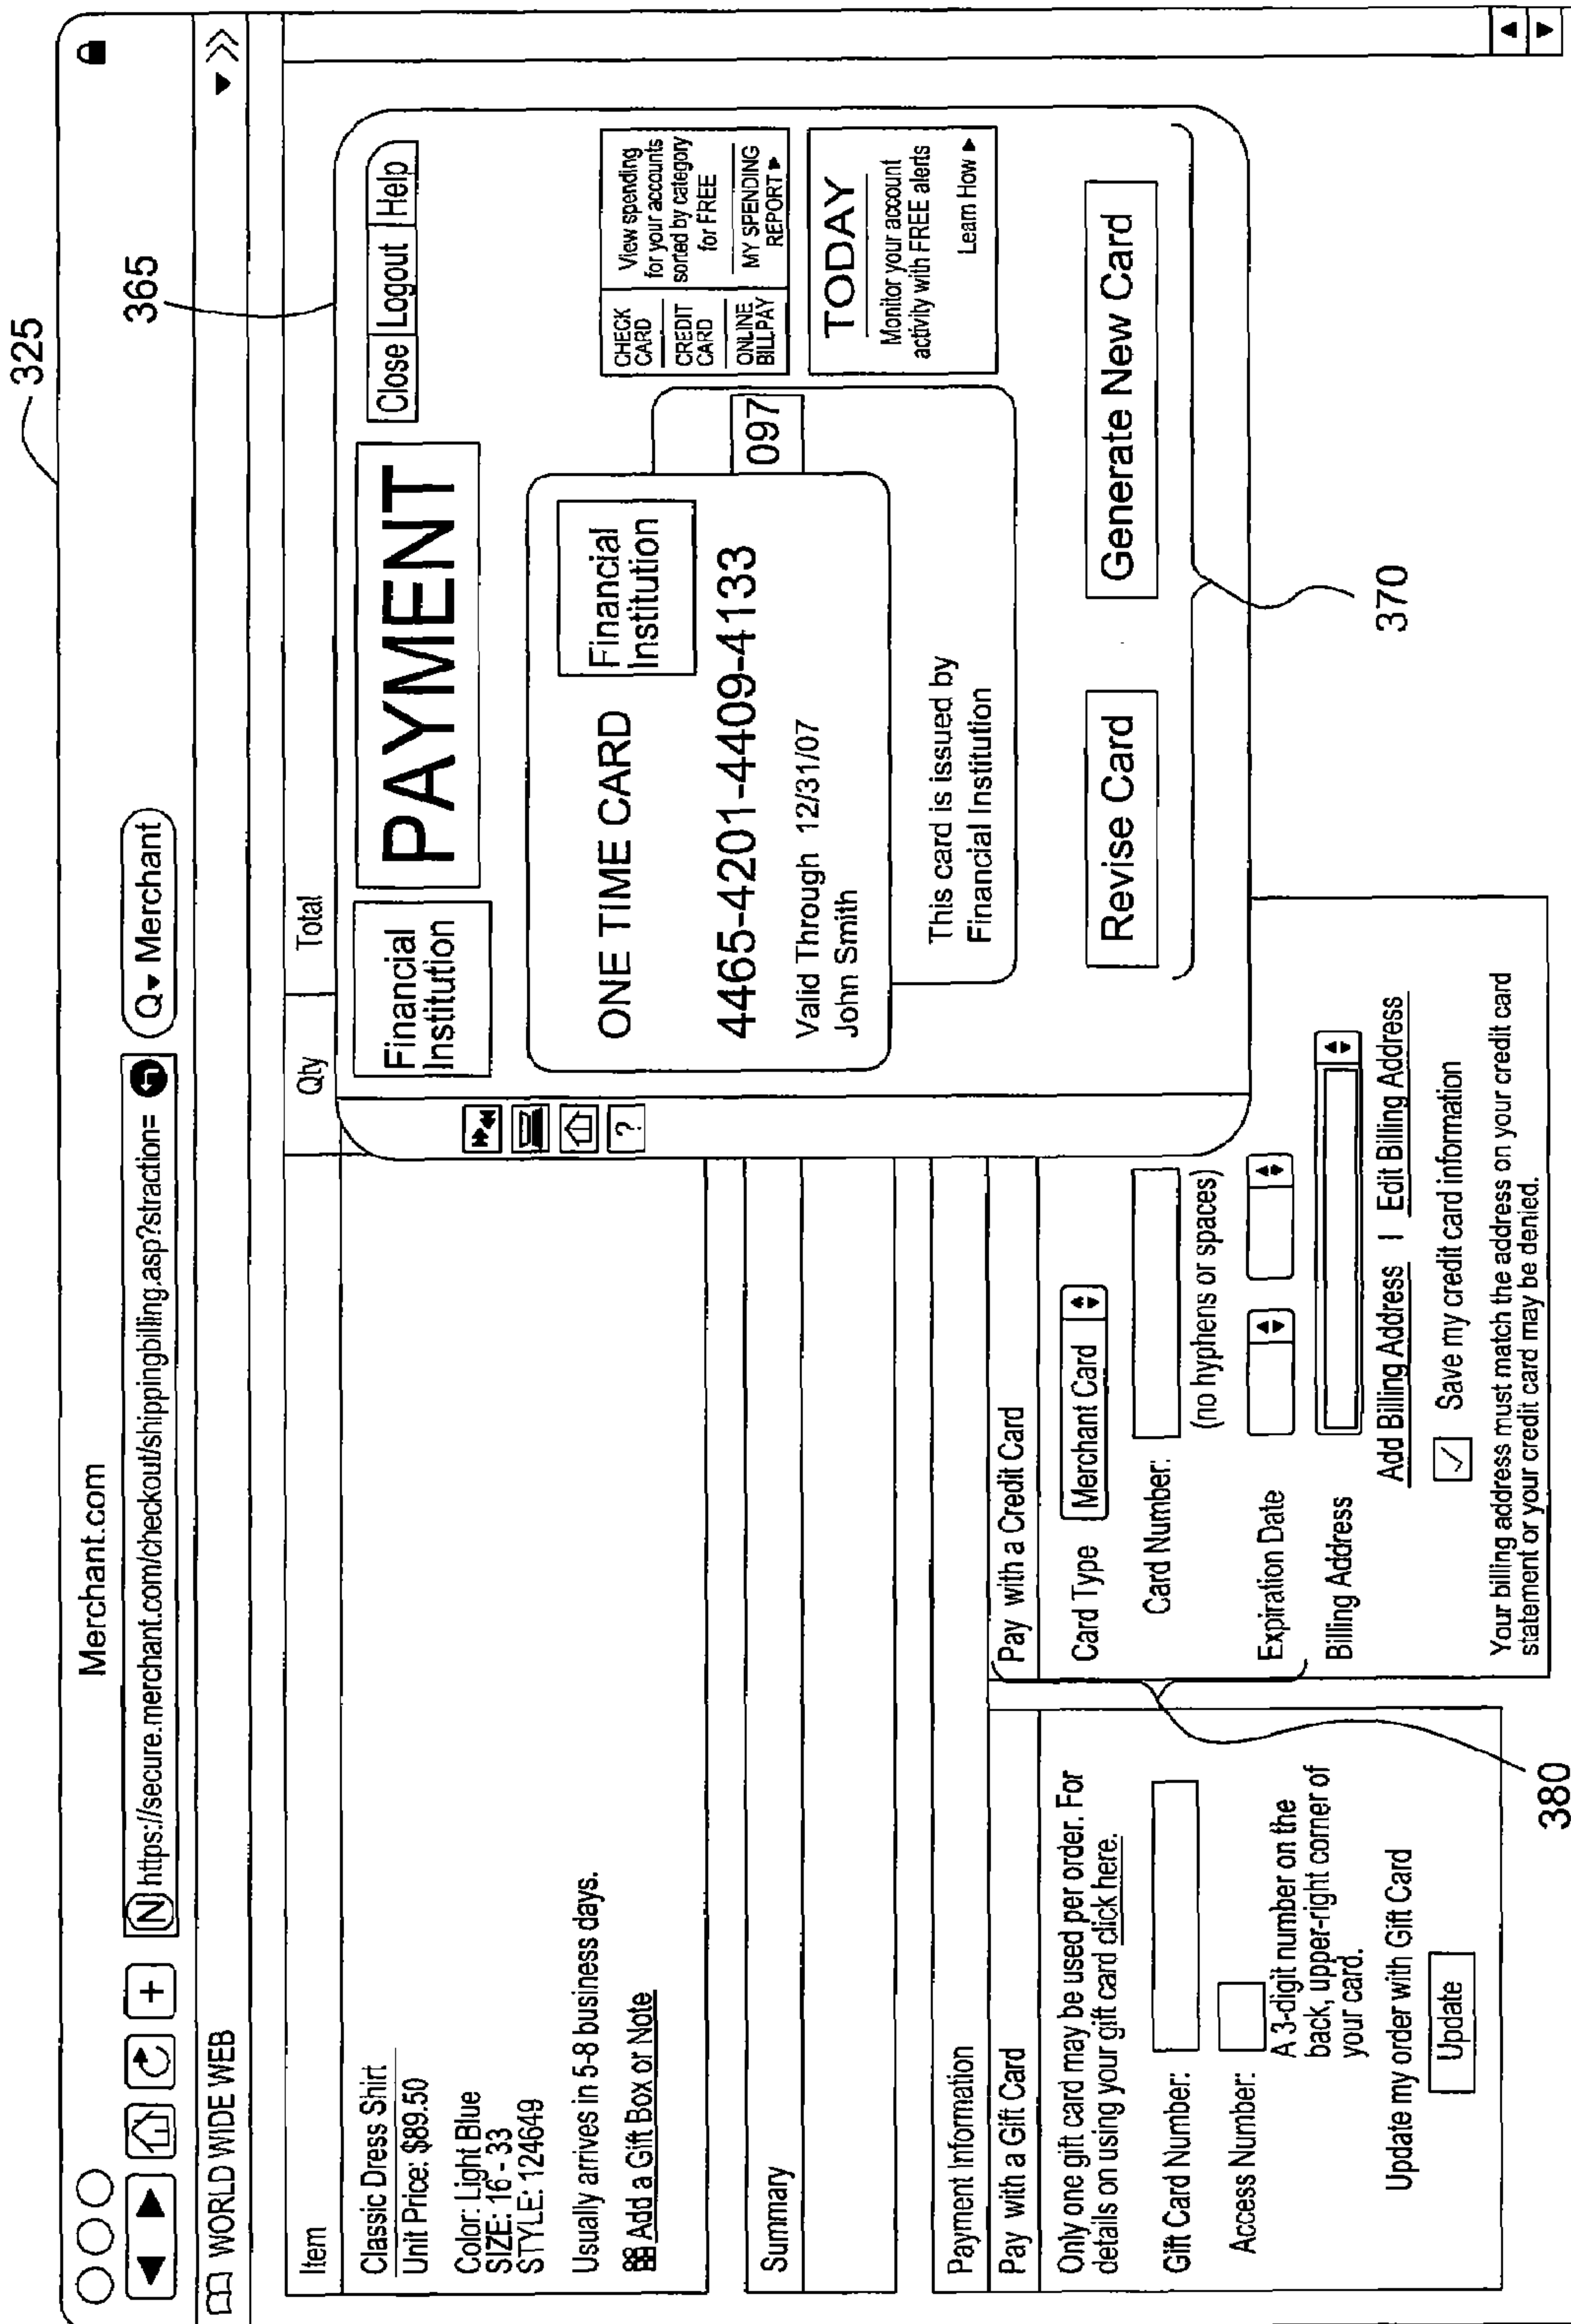 325
Merchant.com
N https://secure.merchant.com/checkout/shippingbilling.asp?straction=
Q Merchant
365
WORLD WIDE WEB
Item
Qty
Total
Classic Dress Shirt
Unit Price: $89.50
Color: Light Blue
SIZE: 16 - 33
STYLE: 124649
Usually arrives in 5-8 business days.
Add a Gift Box or Note
Summary
Financial
Institution
PAYMENT
Close
Logout
Help
?
ONE TIME CARD
Financial
Institution
4465-4201-4409-4133
097
Valid Through 12/31/07
John Smith
This card is issued by
Financial Institution
CHECK
CARD
CREDIT
CARD
ONLINE
BILLPAY
View spending
for your accounts
sorted by category
for FREE
MY SPENDING
REPORT
TODAY
Monitor your account
activity with FREE alerts
Learn How
Revise Card
Generate New Card
370
Payment Information
Pay with a Gift Card
Only one gift card may be used per order. For
details on using your gift card click here.
Gift Card Number:
Access Number:
A 3-digit number on the
back, upper-right corner of
your card.
Update my order with Gift Card
Update
Pay with a Credit Card
Card Type
Merchant Card
Card Number:
(no hyphens or spaces)
Expiration Date
Billing Address
Add Billing Address | Edit Billing Address
Save my credit card information
Your billing address must match the address on your credit card
statement or your credit card may be denied.
380